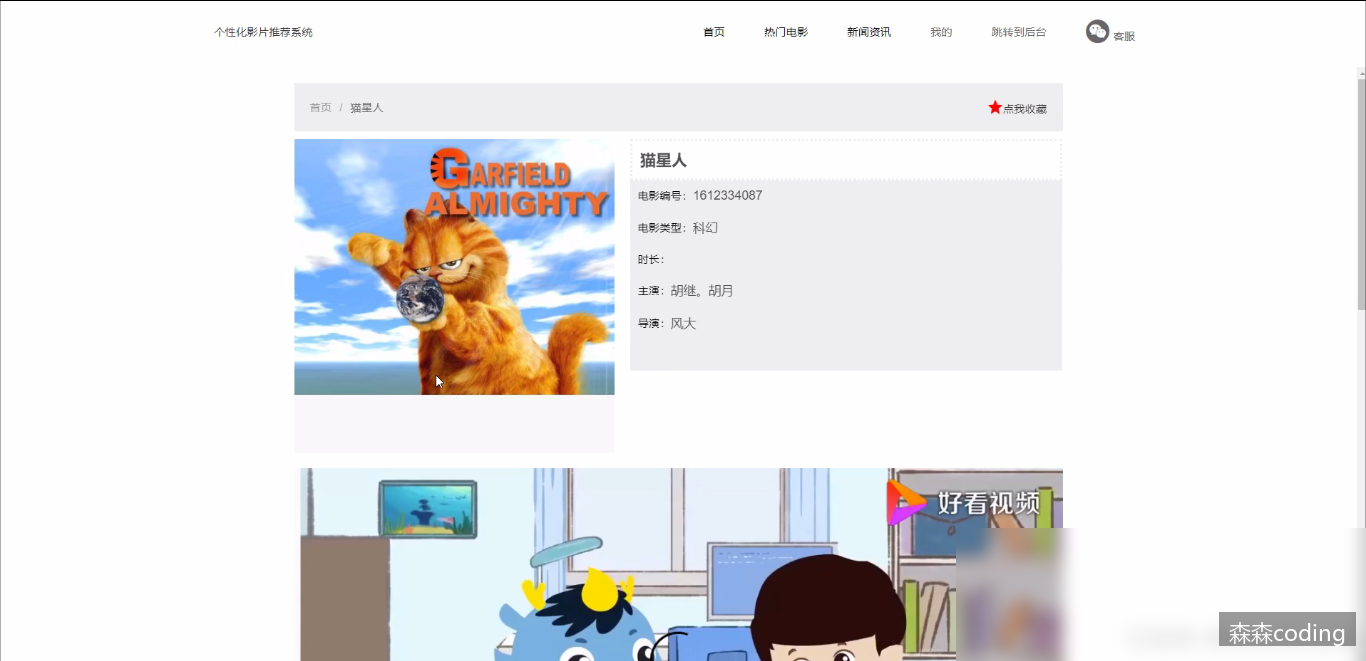 个性化影片推荐系统
首页
热门电影
新闻资讯
我的
跳转到后台
客服
首页 / 猫星人
点我收藏
GARFIELD
ALMIGHTY
猫星人
电影编号：1612334087
电影类型：科幻
时长：
主演：胡继。胡月
导演：风大
好看视频
森森coding